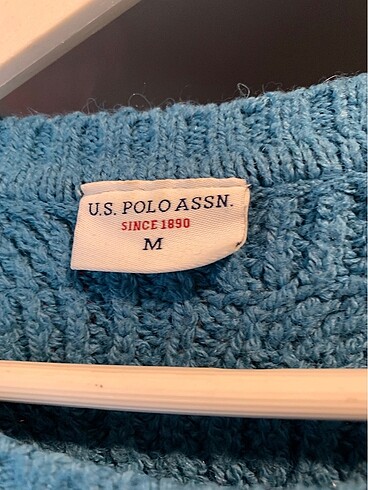 U.S. POLO ASSN.
SINCE 1890
M